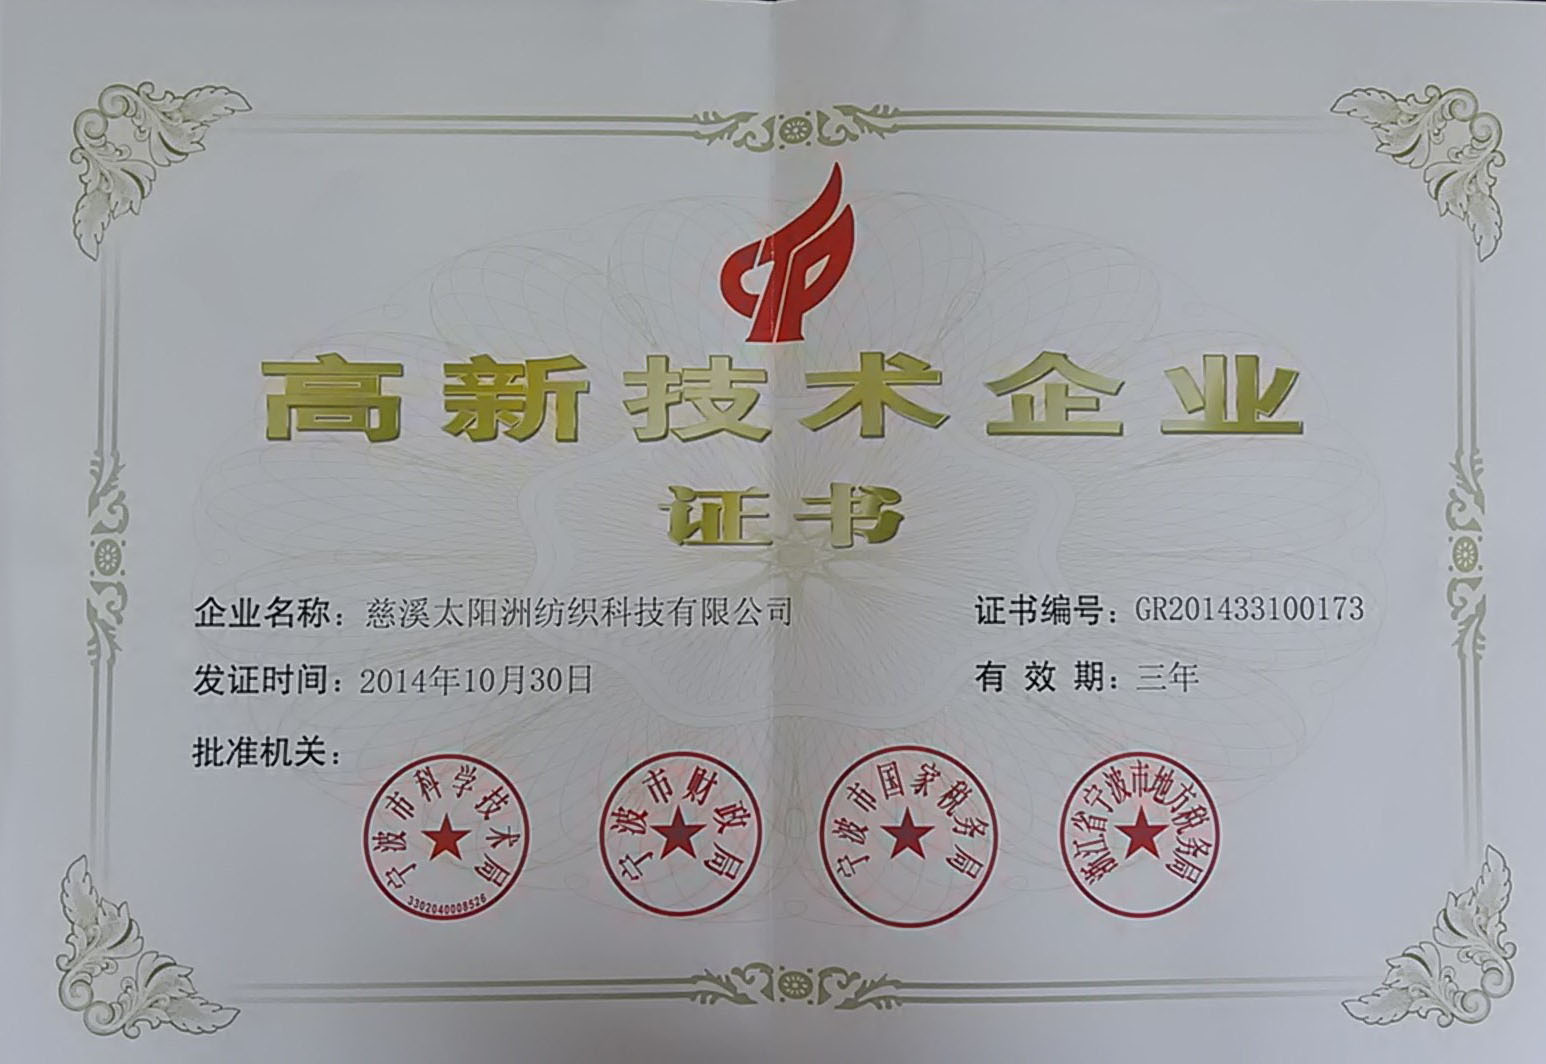 高新技术企业
证书
企业名称：慈溪太阳洲纺织科技有限公司
证书编号：GR201433100173
发证时间：2014年10月30日
有效期：三年
批准机关：
宁波市科学技术局
3302040008526
宁波市财政局
宁波市国家税务局
浙江省宁波市地方税务局